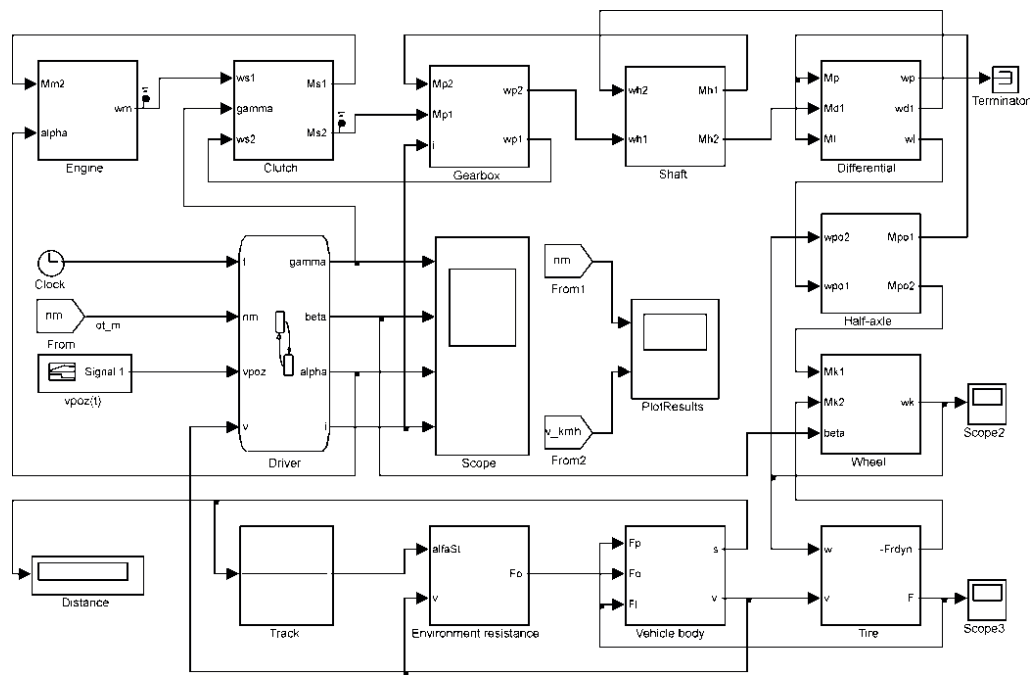 Mm2
alpha
wm
Engine
ws1
gamma
ws2
Ms1
Ms2
Clutch
Mp2
Mp1
i
wp2
wp1
Gearbox
wh2
wh1
Mh1
Mh2
Shaft
Mp
Md1
Ml
wp
wd1
wl
Differential
Terminator
wpo2
wpo1
Mpo1
Mpo2
Half-axle
Clock
nm
From
ot_m
Signal 1
vpoz(t)
t
nm
vpoz
v
gamma
beta
alpha
i
Driver
Scope
nm
From1
v_kmh
From2
PlotResults
Mk1
Mk2
beta
wk
Wheel
Scope2
Distance
Track
alfaSt
v
Fo
Environment resistance
Fp
Fo
Fl
s
v
Vehicle body
w
v
-Frdyn
F
Tire
Scope3